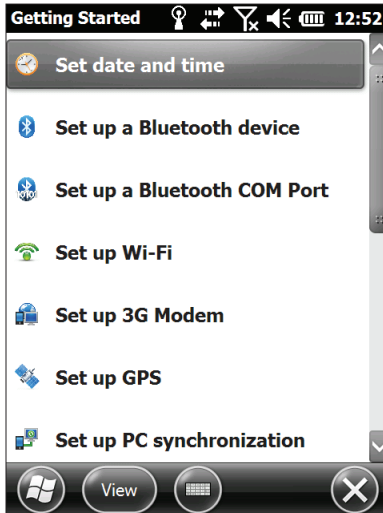 Getting Started 12:52
Set date and time
Set up a Bluetooth device
Set up a Bluetooth COM Port
Set up Wi-Fi
Set up 3G Modem
Set up GPS
Set up PC synchronization
View